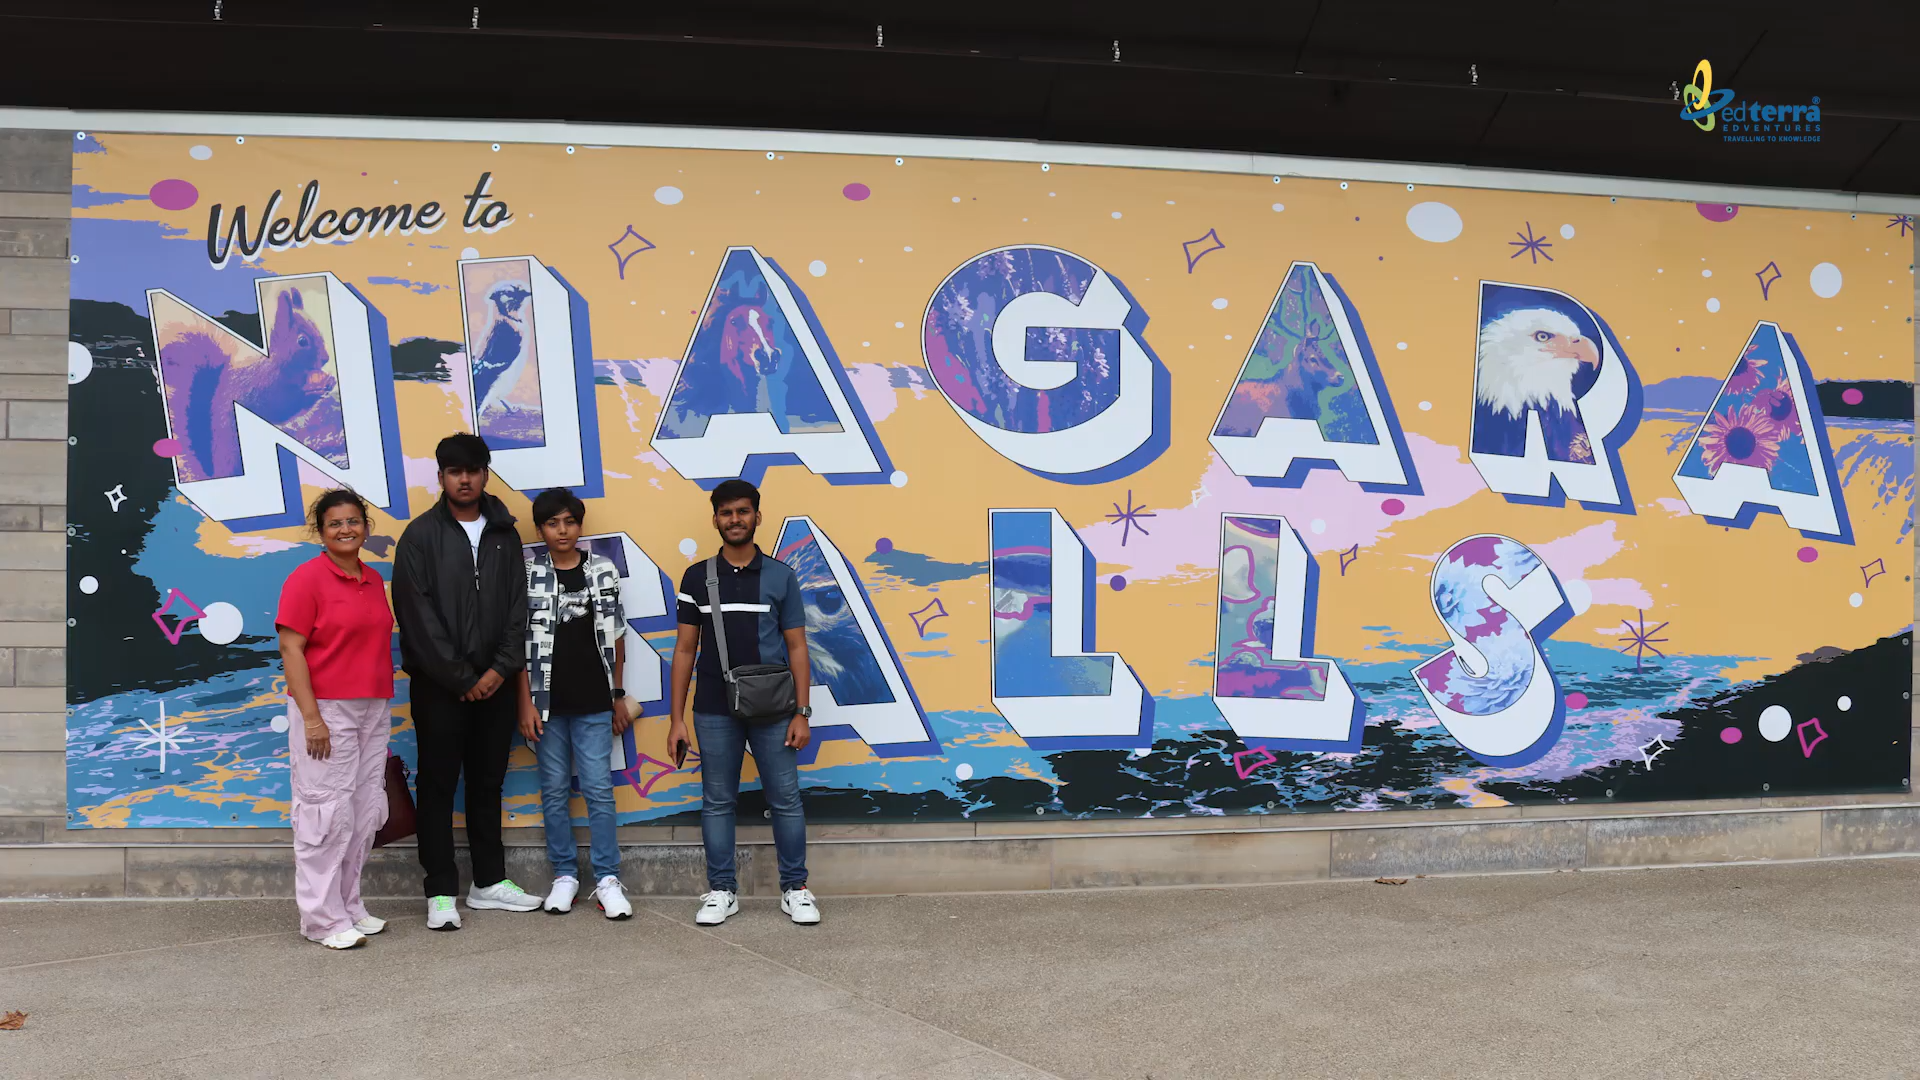 edterra®
EDVENTURES
TRAVELLING TO KNOWLEDGE
Welcome to
NIAGARA
FALLS